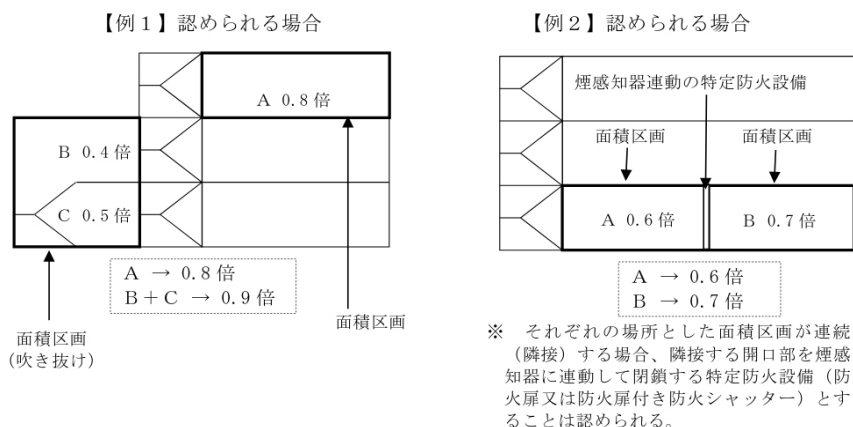 【例１】認められる場合
A 0.8 倍
B 0.4 倍
C 0.5 倍
A → 0.8 倍
B＋C → 0.9 倍
面積区画
(吹き抜け)
面積区画
【例２】認められる場合
煙感知器連動の特定防火設備
面積区画
面積区画
A 0.6 倍
B 0.7 倍
A → 0.6 倍
B → 0.7 倍
※ それぞれの場所とした面積区画が連続
（隣接）する場合、隣接する開口部を煙感
知器に連動して閉鎖する特定防火設備（防
火扉又は防火扉付き防火シャッター）とす
ることは認められる。